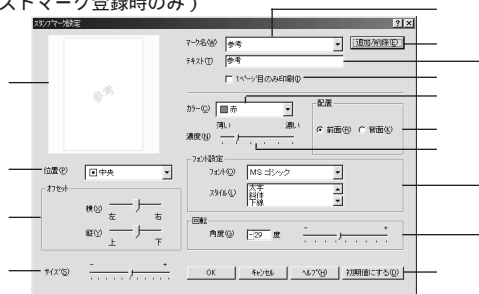 ストマーク登録時のみ）
ｽﾀﾝﾌﾟﾏｰｸ設定
マーク名(W)
参考
追加/削除(E)
テキスト(T)
参考
1ページ目のみ印刷(I)
参考
カラー(C)
赤
薄い
濃い
濃度(N)
配置
前面(R)
背面(K)
位置(P)
中央
オフセット
横(X)
左
右
縦(Y)
上
下
フォント設定
フォント(O)
MS ゴシック
スタイル(L)
太字
斜体
下線
回転
角度(G)
-29
度
-
+
サイズ(S)
-
+
OK
ｷｬﾝｾﾙ
ﾍﾙﾌﾟ(H)
初期値にする(D)